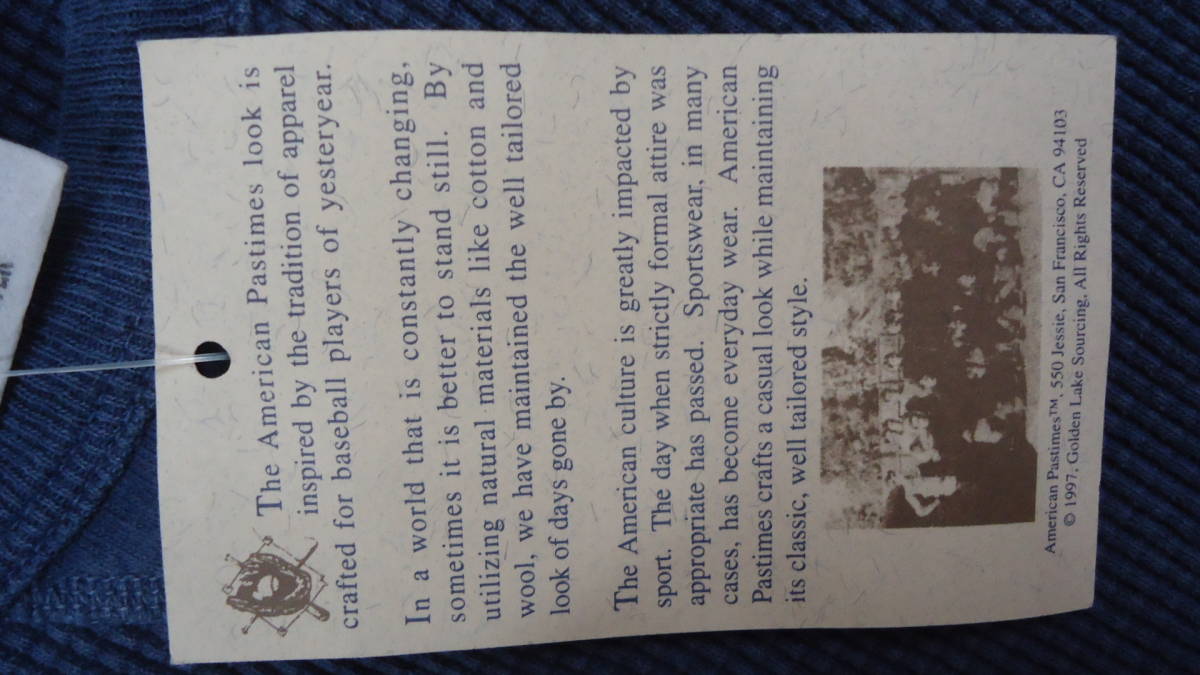 The American Pastimes look is
inspired by the tradition of apparel
crafted for baseball players of yesteryear.
In a world that is constantly changing,
sometimes it is better to stand still. By
utilizing natural materials like cotton and
wool, we have maintained the well tailored
look of days gone by.
The American culture is greatly impacted by
sport. The day when strictly formal attire was
appropriate has passed. Sportswear, in many
cases, has become everyday wear. American
Pastimes crafts a casual look while maintaining
its classic, well tailored style.
American Pastimes™, 550 Jessie, San Francisco, CA 94103
© 1997, Golden Lake Sourcing, All Rights Reserved